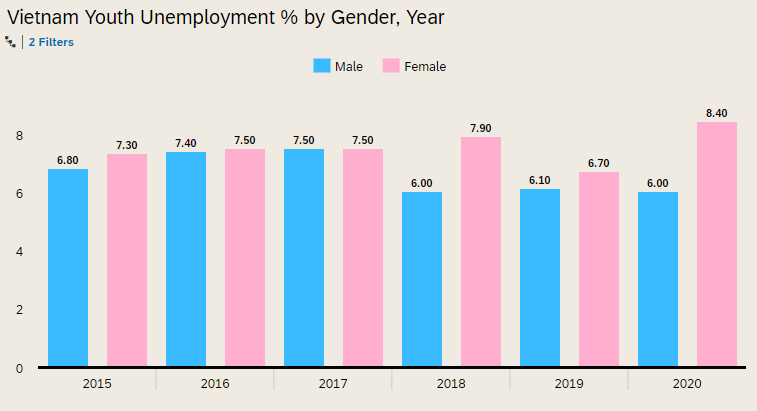 Vietnam Youth Unemployment % by Gender, Year
2 Filters
Male Female
8
6
4
2
0
6.80 7.30 7.40 7.50 7.50 7.50 6.00 7.90 6.10 6.70 6.00 8.40
2015 2016 2017 2018 2019 2020